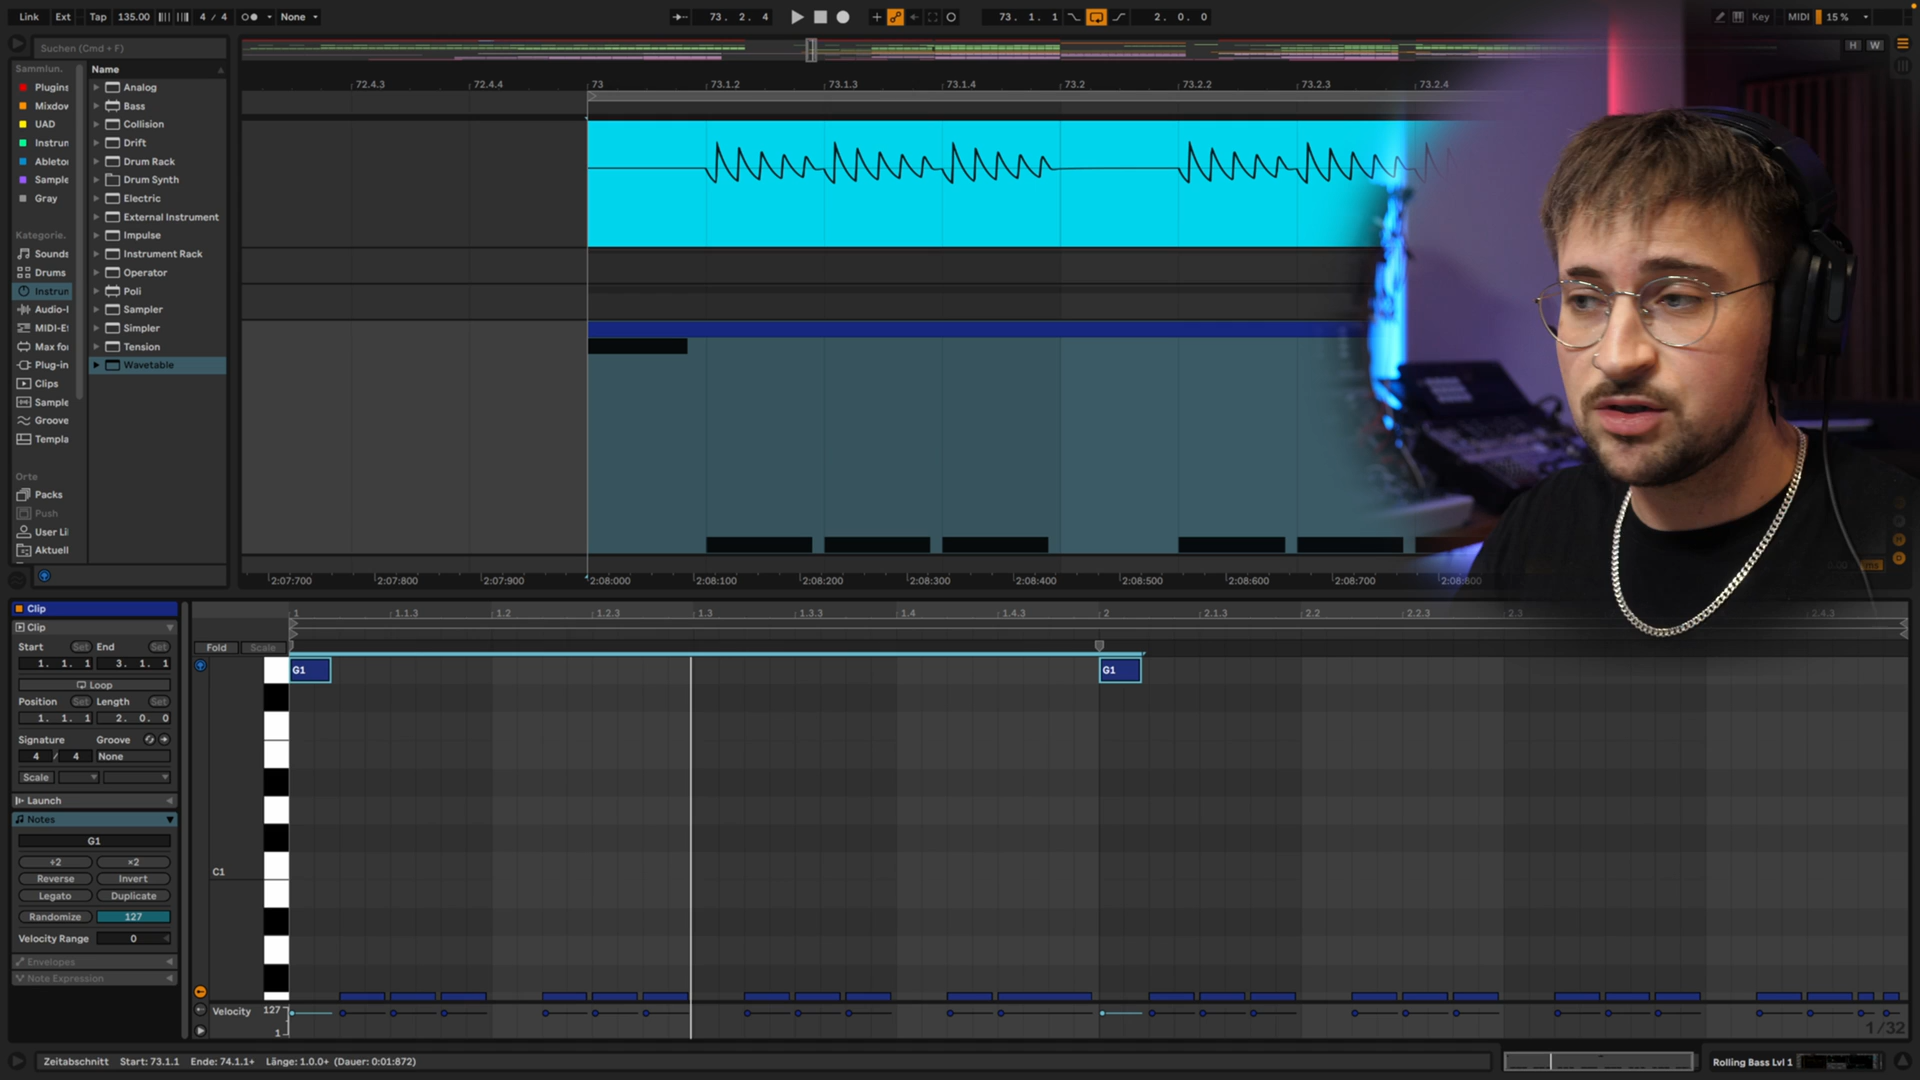 Link Ext Tap 135.00 4 / 4 None 73. 2. 4 73. 1. 1 2. 0. 0 Key MIDI 15 %
Suchen (Cmd + F)
H W
Sammlun. Name
Plugins
Mixdov
UAD
Instrun
Ableto
Sample
Gray
Kategorie.
Sounds
Drums
Instrun
Audio-I
MIDI-E
Max fo
Plug-in
Clips
Sample
Groove
Templa
Orte
Packs
Push
User Li
Aktuell
Analog
Bass
Collision
Drift
Drum Rack
Drum Synth
Electric
External Instrument
Impulse
Instrument Rack
Operator
Poli
Sampler
Simpler
Tension
Wavetable
72.4.3 72.4.4 73 73.1.2 73.1.3 73.1.4 73.2 73.2.2 73.2.3 73.2.4
2:07:700 2:07:800 2:07:900 2:08:000 2:08:100 2:08:200 2:08:300 2:08:400 2:08:500 2:08:600 2:08:700 2:08:800
Clip
Clip
Start Set End Set
1. 1. 1 3. 1. 1
Loop
Position Set Length Set
1. 1. 1 2. 0. 0
Signature Groove
4 / 4 None
Scale
Launch
Notes
G1
÷2 ×2
Reverse Invert
Legato Duplicate
Randomize 127
Velocity Range 0
Envelopes
Note Expression
1 1.1.3 1.2 1.2.3 1.3 1.3.3 1.4 1.4.3 2 2.1.3 2.2 2.2.3 2.3 2.4.3
Fold Scale
G1 G1
C1
Velocity 127
1
1/32
Zeitabschnitt Start: 73.1.1 Ende: 74.1.1+ Länge: 1.0.0+ (Dauer: 0:01:872)
Rolling Bass Lvl 1